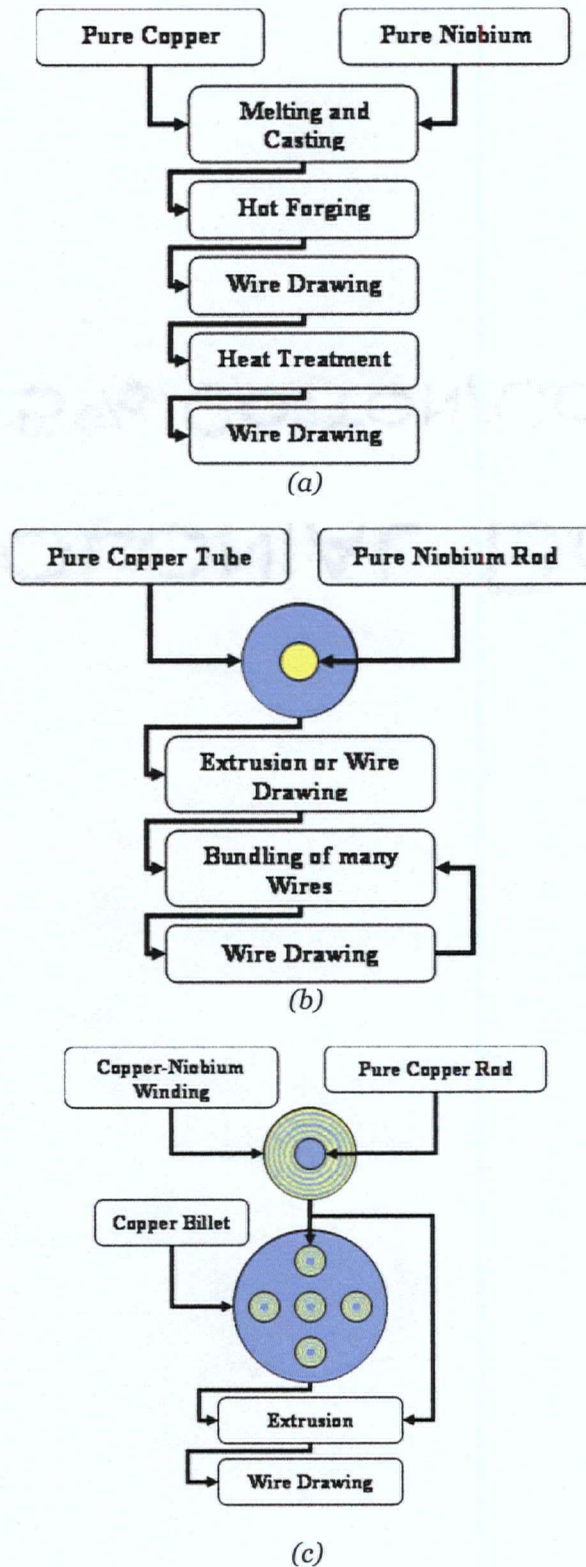 Pure Copper
Pure Niobium
Melting and
Casting
Hot Forging
Wire Drawing
Heat Treatment
Wire Drawing
(a)
Pure Copper Tube
Pure Niobium Rod
Extrusion or Wire
Drawing
Bundling of many
Wires
Wire Drawing
(b)
Copper-Niobium
Winding
Pure Copper Rod
Copper Billet
Extrusion
Wire Drawing
(c)